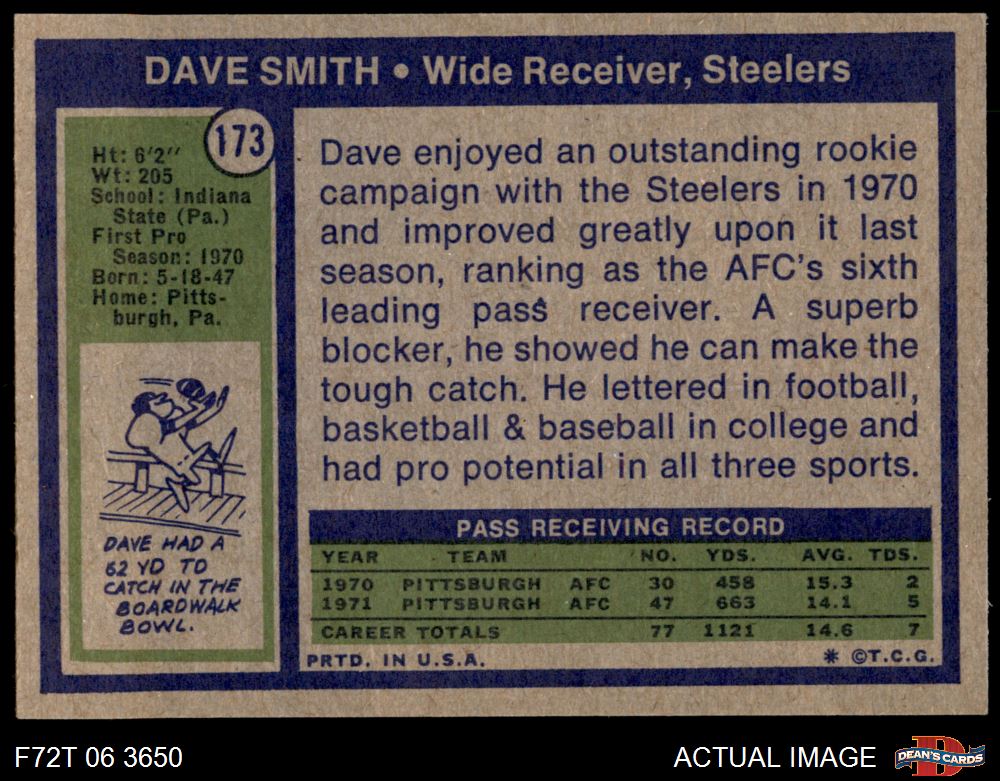 DAVE SMITH • Wide Receiver, Steelers
173
Ht: 6'2''
Wt: 205
School: Indiana
State (Pa.)
First Pro
Season: 1970
Born: 5-18-47
Home: Pitts-
burgh, Pa.
DAVE HAD A
62 YD TD
CATCH IN THE
BOARDWALK
BOWL.
Dave enjoyed an outstanding rookie
campaign with the Steelers in 1970
and improved greatly upon it last
season, ranking as the AFC's sixth
leading pass receiver. A superb
blocker, he showed he can make the
tough catch. He lettered in football,
basketball & baseball in college and
had pro potential in all three sports.
PASS RECEIVING RECORD
YEAR TEAM NO. YDS. AVG. TDS.
1970 PITTSBURGH AFC 30 458 15.3 2
1971 PITTSBURGH AFC 47 663 14.1 5
CAREER TOTALS 77 1121 14.6 7
PRTD. IN U.S.A. * ©T.C.G.
F72T 06 3650
ACTUAL IMAGE
D
DEAN'S CARDS